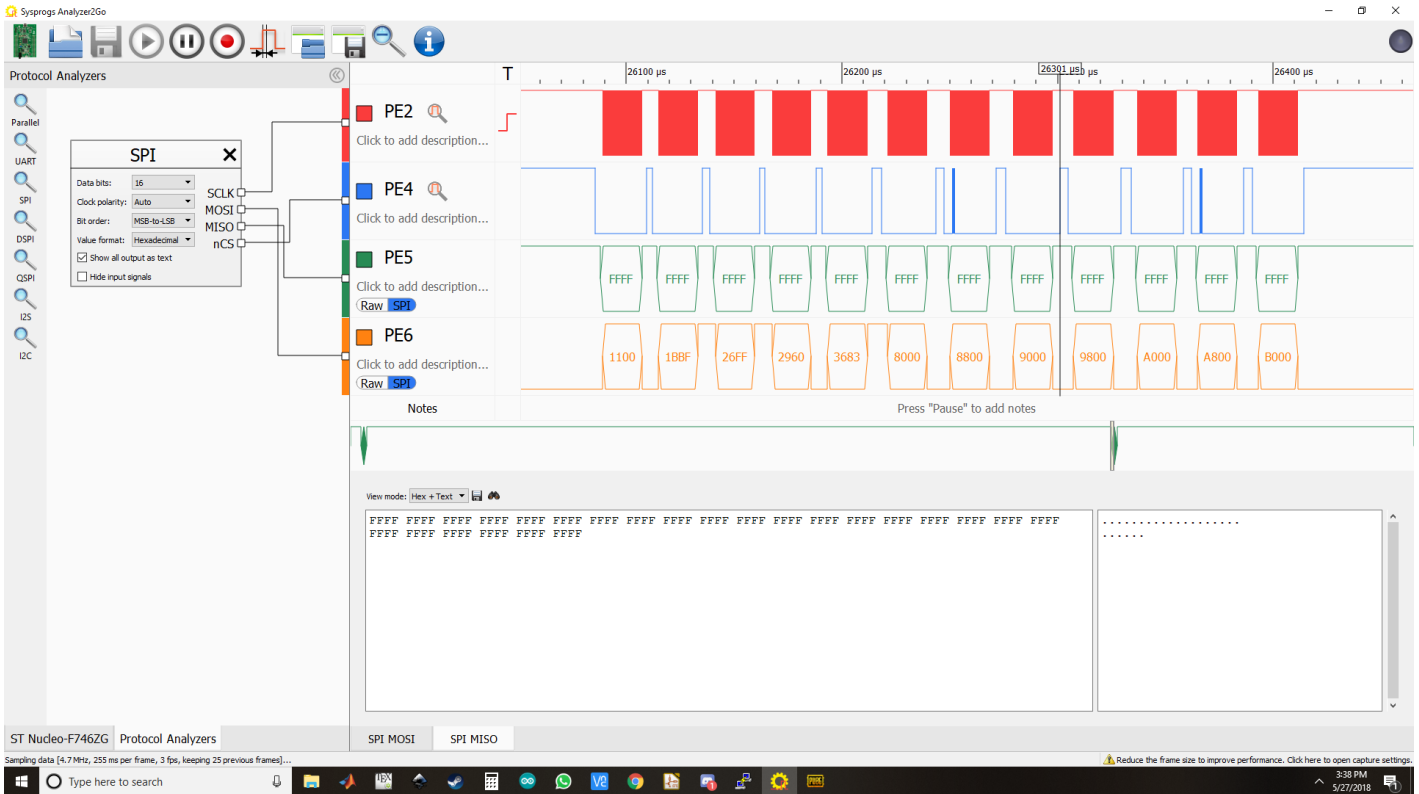 Sysprogs Analyzer2Go
Protocol Analyzers
T
26100 µs
26200 µs
26301 µs
µs
26400 µs
Parallel
UART
SPI
DSPI
QSPI
I2S
I2C
SPI
Data bits: 16
Clock polarity: Auto
Bit order: MSB-to-LSB
Value format: Hexadecimal
Show all output as text
Hide input signals
SCLK
MOSI
MISO
nCS
PE2
Click to add description...
PE4
Click to add description...
PE5
Click to add description...
Raw SPI
FFFF FFFF FFFF FFFF FFFF FFFF FFFF FFFF FFFF FFFF FFFF FFFF
PE6
Click to add description...
Raw SPI
1100 1BBF 26FF 2960 3683 8000 8800 9000 9800 A000 A800 B000
Notes
Press "Pause" to add notes
View mode: Hex + Text
FFFF FFFF FFFF FFFF FFFF FFFF FFFF FFFF FFFF FFFF FFFF FFFF FFFF FFFF FFFF FFFF FFFF FFFF FFFF
FFFF FFFF FFFF FFFF FFFF FFFF
...................
......
ST Nucleo-F746ZG
Protocol Analyzers
SPI MOSI
SPI MISO
Sampling data [4.7 MHz, 255 ms per frame, 3 fps, keeping 25 previous frames]...
Reduce the frame size to improve performance. Click here to open capture settings.
Type here to search
3:38 PM
5/27/2018